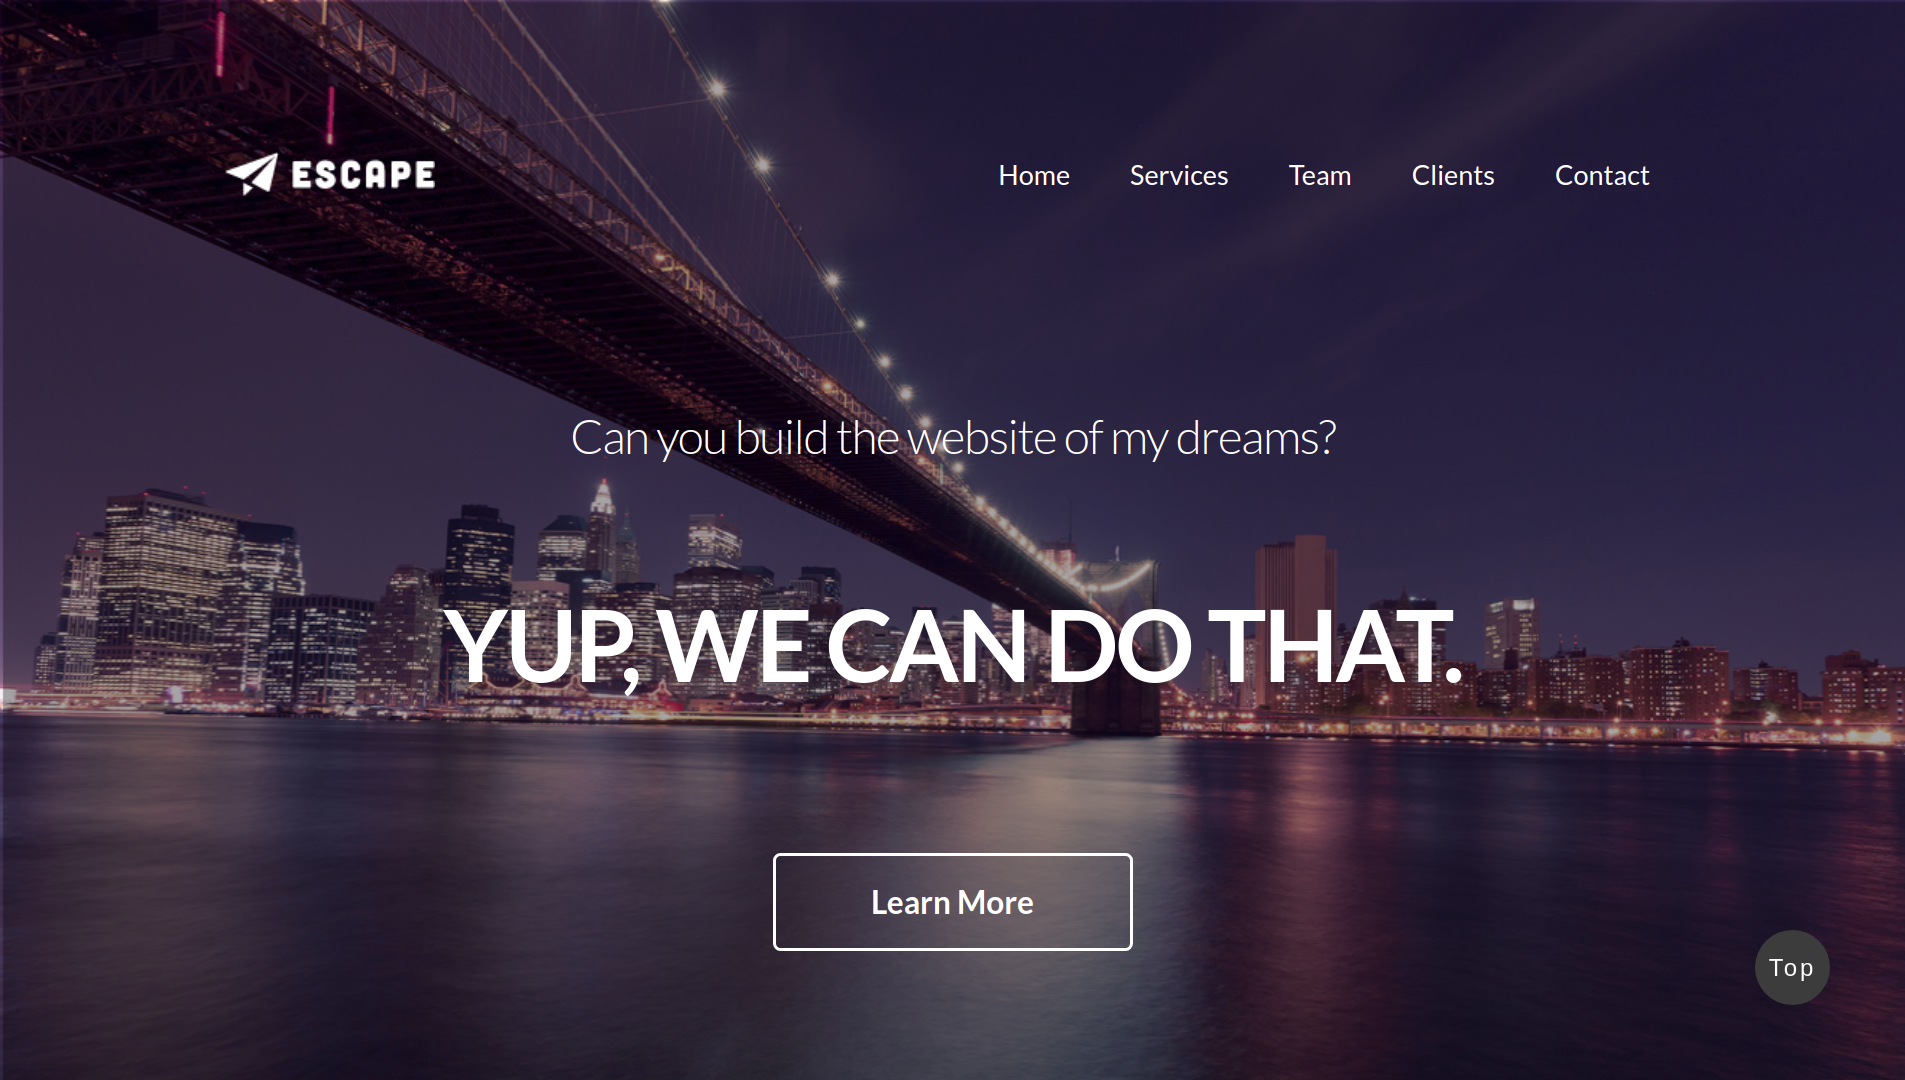 ESCAPE
Home Services Team Clients Contact
Can you build the website of my dreams?
YUP, WE CAN DO THAT.
Learn More
Top